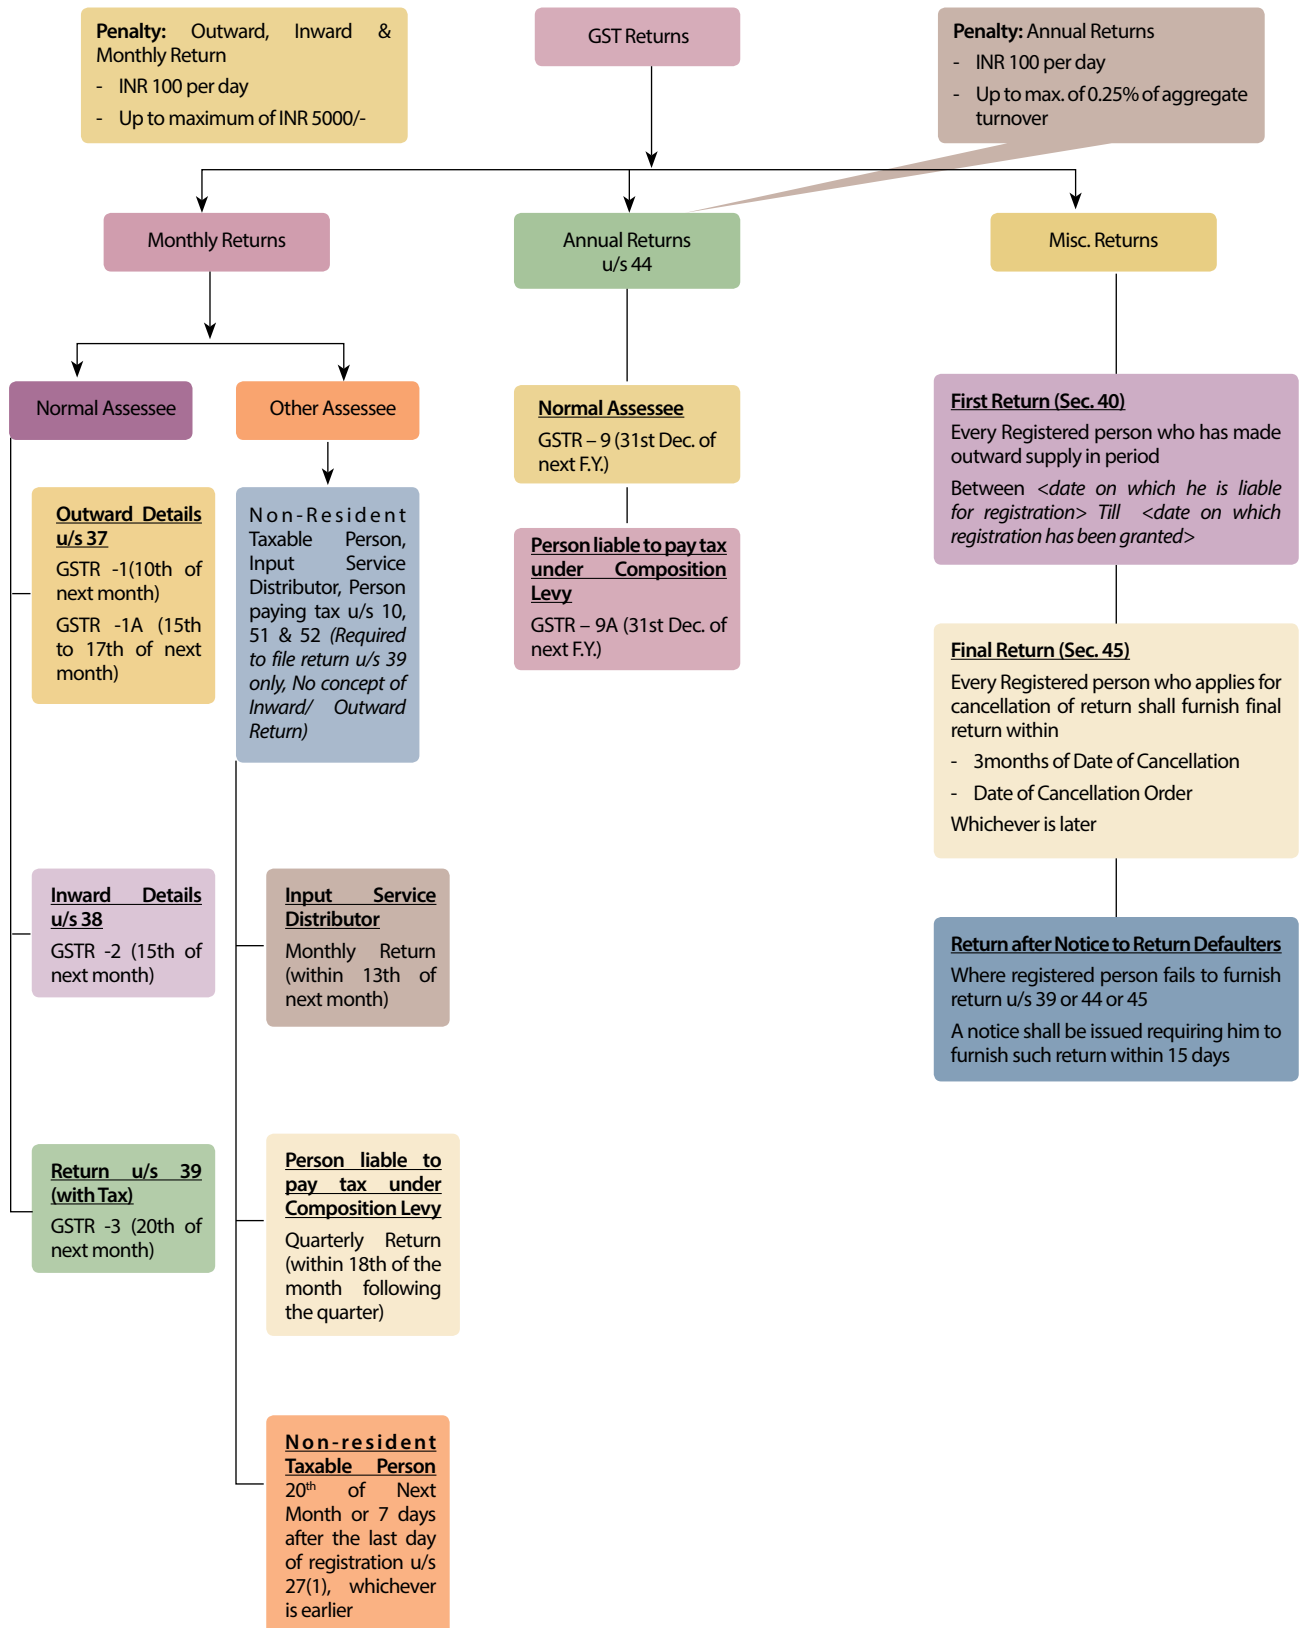 Penalty: Outward, Inward &
Monthly Return
- INR 100 per day
- Up to maximum of INR 5000/-
GST Returns
Penalty: Annual Returns
- INR 100 per day
- Up to max. of 0.25% of aggregate
turnover
Monthly Returns
Annual Returns
u/s 44
Misc. Returns
Normal Assessee
Other Assessee
Outward Details
u/s 37
GSTR -1(10th of
next month)
GSTR -1A (15th
to 17th of next
month)
Inward Details
u/s 38
GSTR -2 (15th of
next month)
Return u/s 39
(with Tax)
GSTR -3 (20th of
next month)
Non-Resident
Taxable Person,
Input Service
Distributor, Person
paying tax u/s 10,
51 & 52 (Required
to file return u/s 39
only, No concept of
Inward/ Outward
Return)
Input Service
Distributor
Monthly Return
(within 13th of
next month)
Person liable to
pay tax under
Composition Levy
Quarterly Return
(within 18th of the
month following
the quarter)
Non-resident
Taxable Person
20th of Next
Month or 7 days
after the last day
of registration u/s
27(1), whichever
is earlier
Normal Assessee
GSTR – 9 (31st Dec. of
next F.Y.)
Person liable to pay tax
under Composition
Levy
GSTR – 9A (31st Dec. of
next F.Y.)
First Return (Sec. 40)
Every Registered person who has made
outward supply in period
Between <date on which he is liable
for registration> Till <date on which
registration has been granted>
Final Return (Sec. 45)
Every Registered person who applies for
cancellation of return shall furnish final
return within
- 3months of Date of Cancellation
- Date of Cancellation Order
Whichever is later
Return after Notice to Return Defaulters
Where registered person fails to furnish
return u/s 39 or 44 or 45
A notice shall be issued requiring him to
furnish such return within 15 days